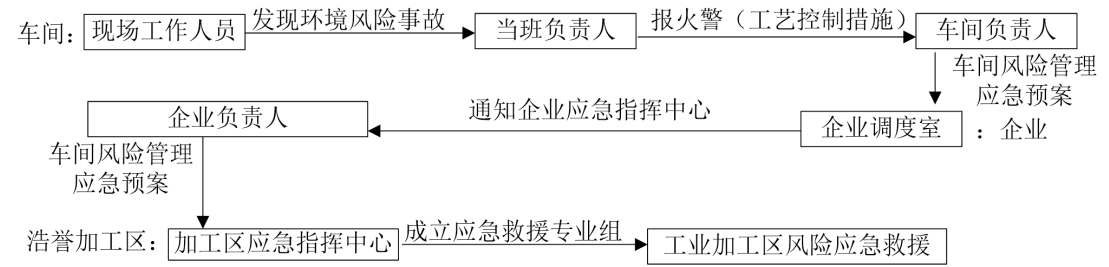 车间：现场工作人员 发现环境风险事故 当班负责人 报火警（工艺控制措施） 车间负责人
车间风险管理
应急预案
企业负责人 通知企业应急指挥中心 企业调度室 ：企业
车间风险管理
应急预案
浩誉加工区：加工区应急指挥中心 成立应急救援专业组 工业加工区风险应急救援